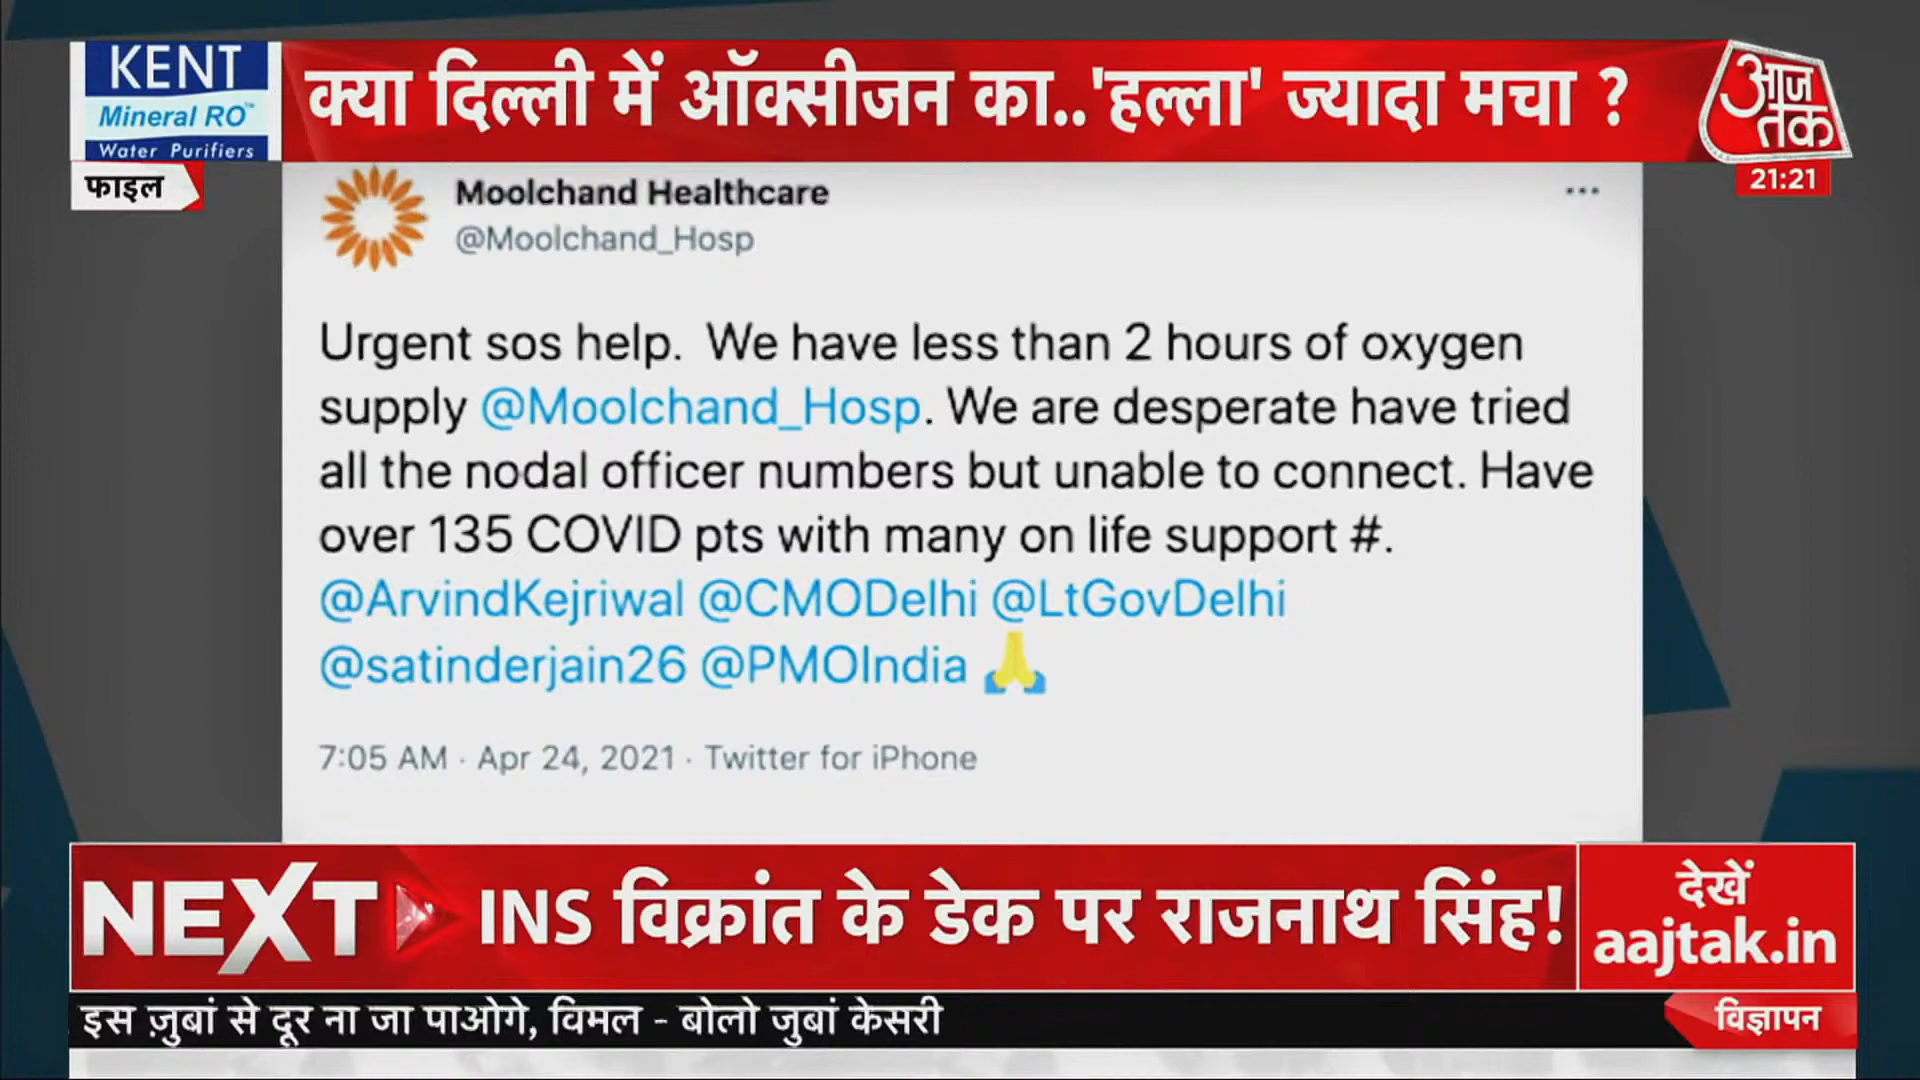 KENT
Mineral RO™
Water Purifiers
क्या दिल्ली में ऑक्सीजन का..'हल्ला' ज्यादा मचा ?
आज
तक
21:21
फाइल
Moolchand Healthcare
@Moolchand_Hosp
Urgent sos help. We have less than 2 hours of oxygen
supply @Moolchand_Hosp. We are desperate have tried
all the nodal officer numbers but unable to connect. Have
over 135 COVID pts with many on life support #.
@ArvindKejriwal @CMODelhi @LtGovDelhi
@satinderjain26 @PMOIndia 🙏
7:05 AM · Apr 24, 2021 · Twitter for iPhone
NEXT
INS विक्रांत के डेक पर राजनाथ सिंह!
देखें
aajtak.in
इस ज़ुबां से दूर ना जा पाओगे, विमल - बोलो जुबां केसरी
विज्ञापन